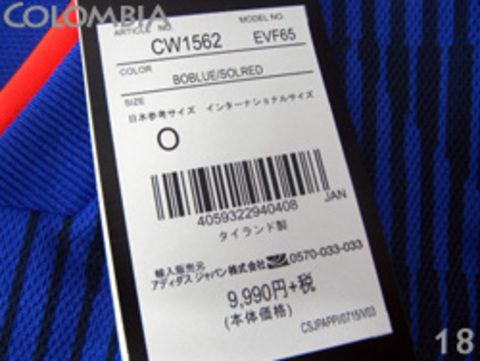 COLOMBIA
ARTICLE NO. MODEL NO.
CW1562 EVF65
COLOR
BOBLUE/SOLRED
SIZE
日本参考サイズ インターナショナルサイズ
O
4059322940408 JAN
タイランド製
輸入販売元
アディダス ジャパン株式会社 0570-033-033
9,990円+税
(本体価格)
CSJPAPP/0715/V03
18